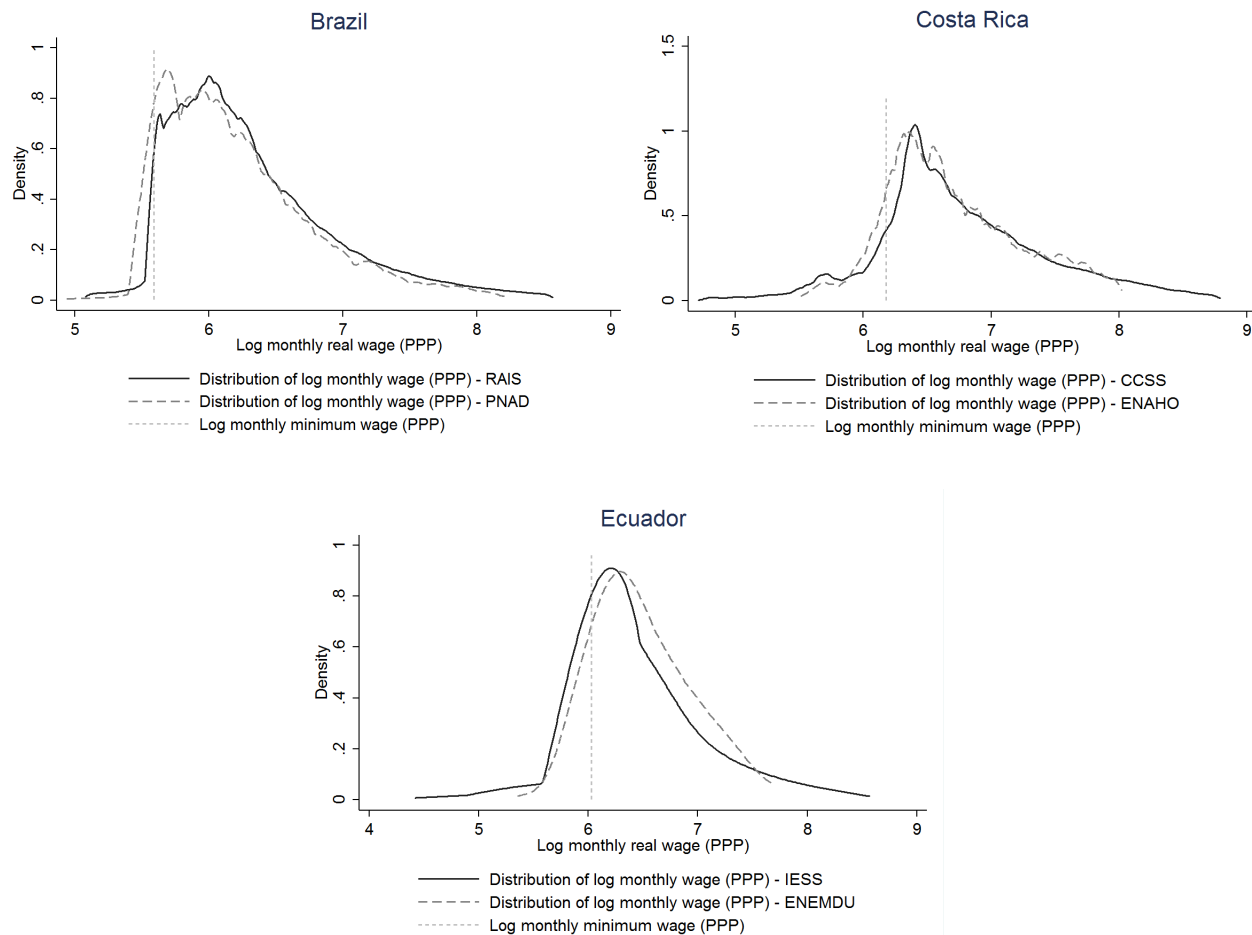 Brazil
Density
0
.2
.4
.6
.8
1
5
6
7
8
9
Log monthly real wage (PPP)
Distribution of log monthly wage (PPP) - RAIS
Distribution of log monthly wage (PPP) - PNAD
Log monthly minimum wage (PPP)
Costa Rica
Density
0
.5
1
1.5
5
6
7
8
9
Log monthly real wage (PPP)
Distribution of log monthly wage (PPP) - CCSS
Distribution of log monthly wage (PPP) - ENAHO
Log monthly minimum wage (PPP)
Ecuador
Density
0
.2
.4
.6
.8
1
4
5
6
7
8
9
Log monthly real wage (PPP)
Distribution of log monthly wage (PPP) - IESS
Distribution of log monthly wage (PPP) - ENEMDU
Log monthly minimum wage (PPP)